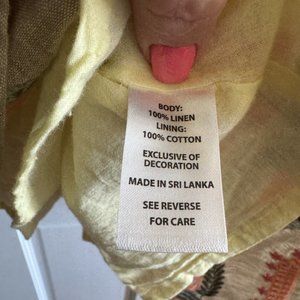 BODY:
100% LINEN
LINING:
100% COTTON
EXCLUSIVE OF
DECORATION
MADE IN SRI LANKA
SEE REVERSE
FOR CARE